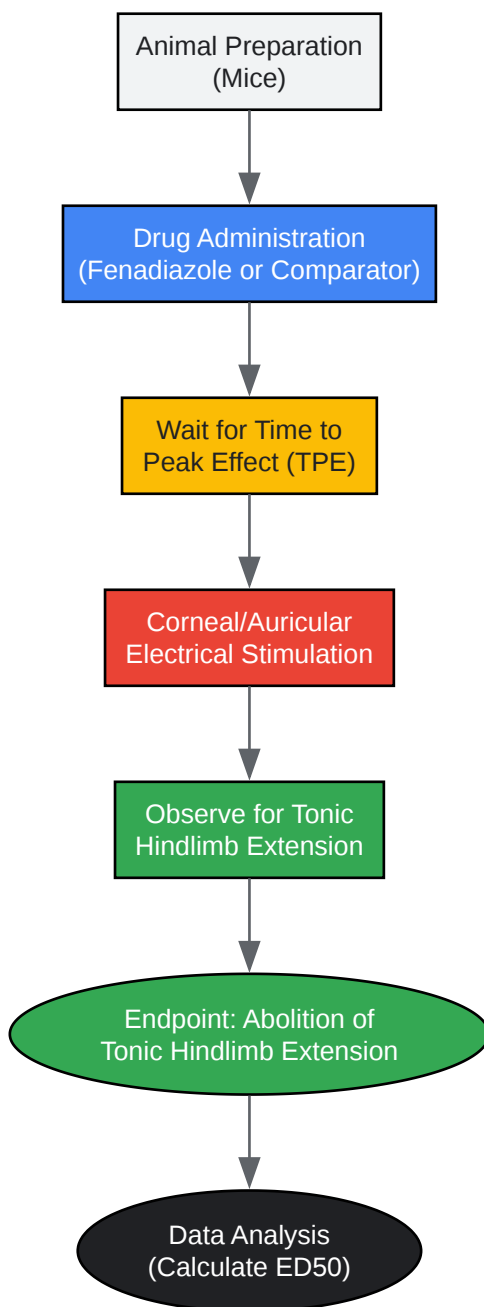 Animal Preparation
(Mice)
Drug Administration
(Fenadiazole or Comparator)
Wait for Time to
Peak Effect (TPE)
Corneal/Auricular
Electrical Stimulation
Observe for Tonic
Hindlimb Extension
Endpoint: Abolition of
Tonic Hindlimb Extension
Data Analysis
(Calculate ED50)